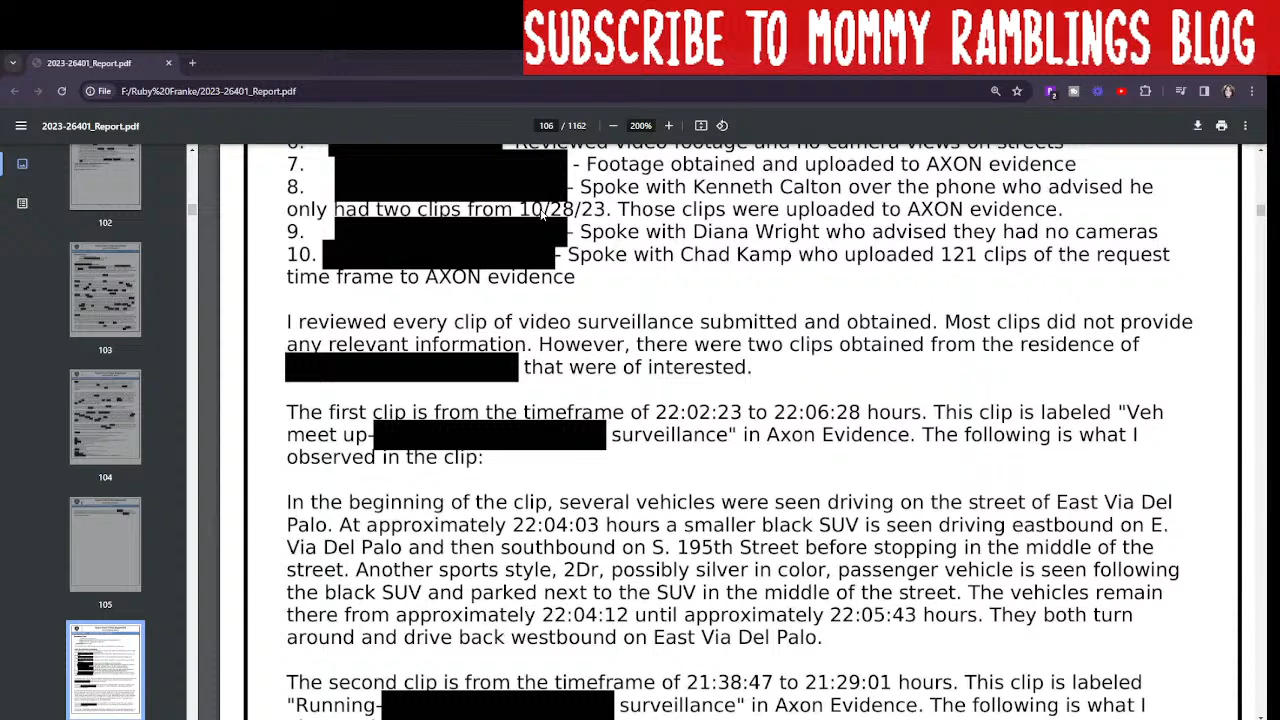 SUBSCRIBE TO MOMMY RAMBLINGS BLOG
2023-26401_Report.pdf
File F:/Ruby%20Franke/2023-26401_Report.pdf
2023-26401_Report.pdf 106 / 1162 200%
102
103
104
105
6. - Reviewed video footage and no camera views on streets
7. - Footage obtained and uploaded to AXON evidence
8. - Spoke with Kenneth Calton over the phone who advised he
only had two clips from 10/28/23. Those clips were uploaded to AXON evidence.
9. - Spoke with Diana Wright who advised they had no cameras
10. - Spoke with Chad Kamp who uploaded 121 clips of the request
time frame to AXON evidence
I reviewed every clip of video surveillance submitted and obtained. Most clips did not provide
any relevant information. However, there were two clips obtained from the residence of
that were of interested.
The first clip is from the timeframe of 22:02:23 to 22:06:28 hours. This clip is labeled "Veh
meet up- surveillance" in Axon Evidence. The following is what I
observed in the clip:
In the beginning of the clip, several vehicles were seen driving on the street of East Via Del
Palo. At approximately 22:04:03 hours a smaller black SUV is seen driving eastbound on E.
Via Del Palo and then southbound on S. 195th Street before stopping in the middle of the
street. Another sports style, 2Dr, possibly silver in color, passenger vehicle is seen following
the black SUV and parked next to the SUV in the middle of the street. The vehicles remain
there from approximately 22:04:12 until approximately 22:05:43 hours. They both turn
around and drive back westbound on East Via Del Palo.
The second clip is from the timeframe of 21:38:47 to 21:29:01 hours. This clip is labeled
"Running surveillance" in Axon Evidence. The following is what I